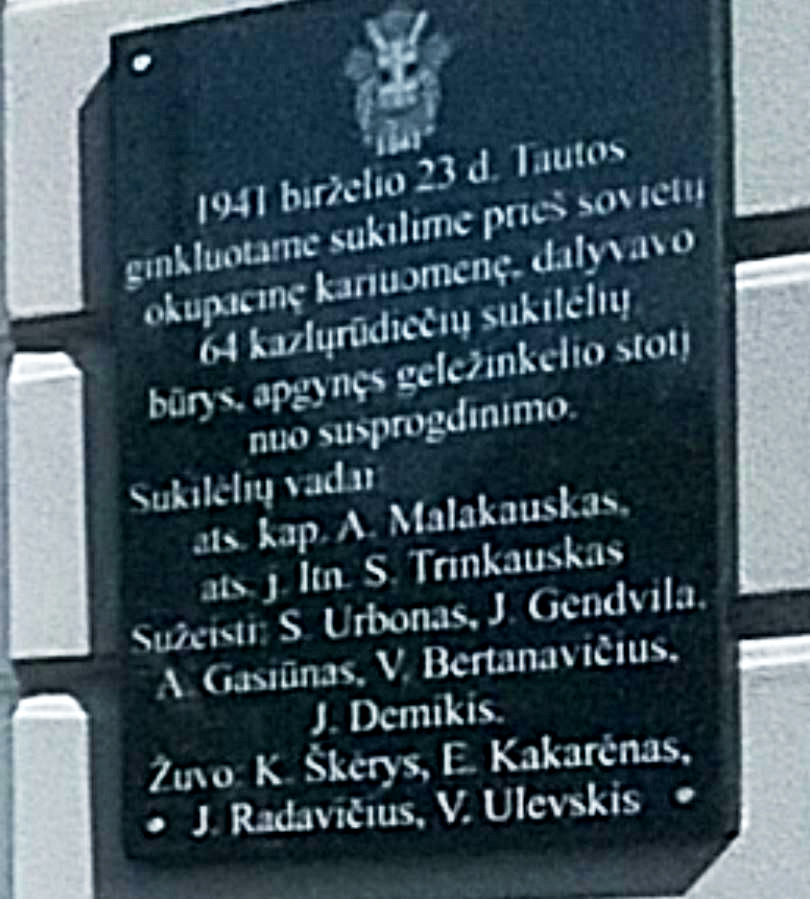 1941
1941 birželio 23 d. Tautos
ginkluotame sukilime prieš sovietų
okupacinę kariuomenę, dalyvavo
64 kazlųrūdiečių sukilėlių
būrys, apgynęs geležinkelio stotį
nuo susprogdinimo.
Sukilėlių vadai
ats. kap. A. Malakauskas,
ats. j. ltn. S. Trinkauskas
Sužeisti: S. Urbonas, J. Gendvila,
A. Gasiūnas, V. Bertanavičius,
J. Demikis.
Žuvo: K. Škėrys, E. Kakarėnas,
J. Radavičius, V. Ulevskis